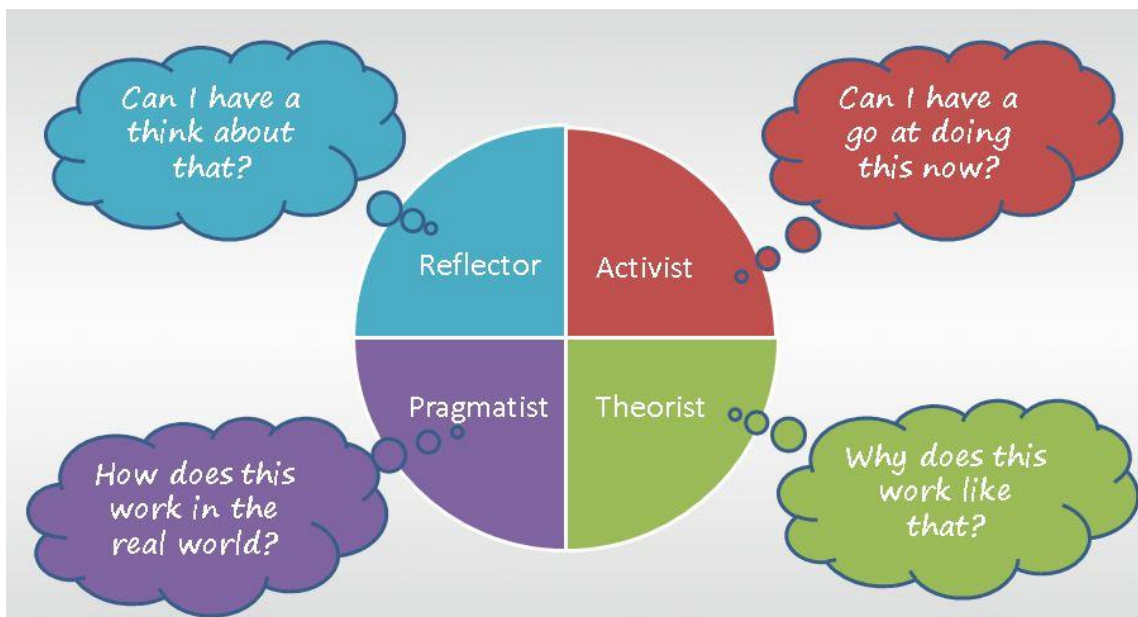 Can I have a
think about
that?
Can I have a
go at doing
this now?
Reflector
Activist
Pragmatist
Theorist
How does this
work in the
real world?
Why does this
work like
that?